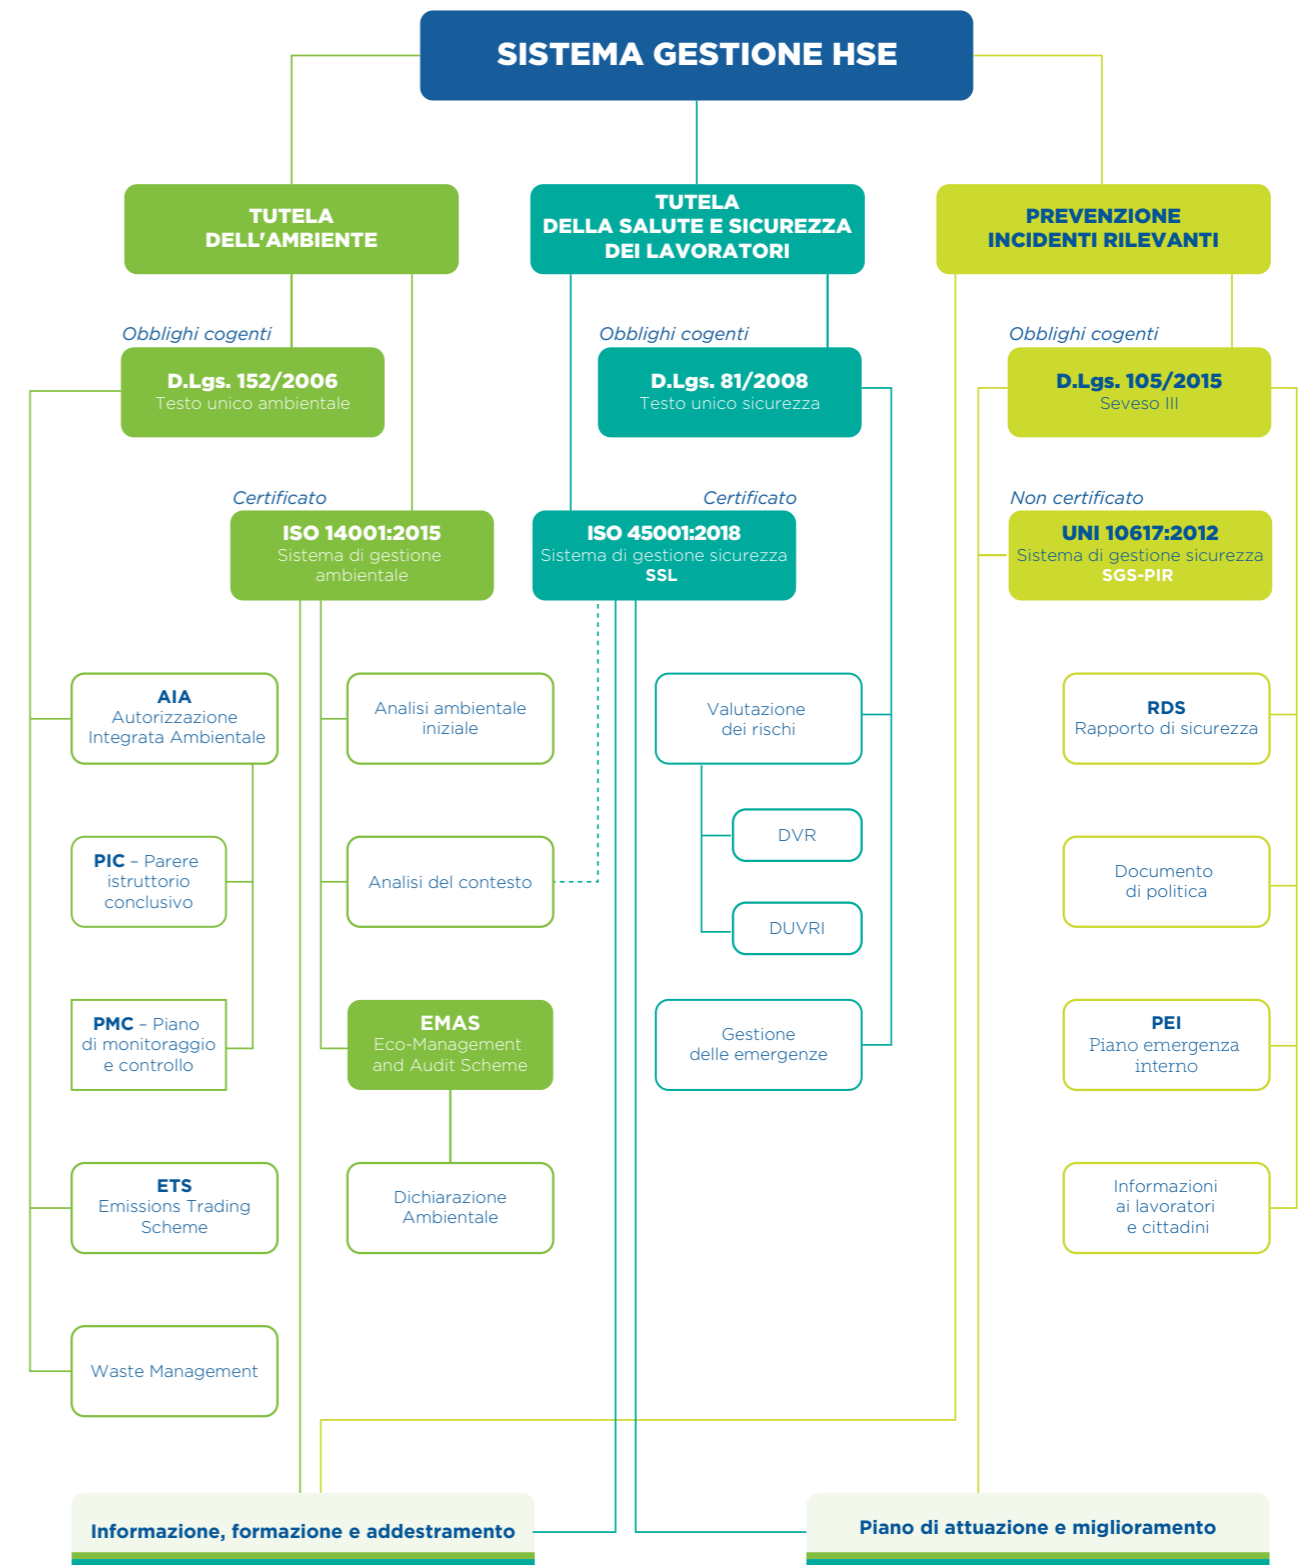 SISTEMA GESTIONE HSE
TUTELA
DELL'AMBIENTE
TUTELA
DELLA SALUTE E SICUREZZA
DEI LAVORATORI
PREVENZIONE
INCIDENTI RILEVANTI
Obblighi cogenti
D.Lgs. 152/2006
Testo unico ambientale
Obblighi cogenti
D.Lgs. 81/2008
Testo unico sicurezza
Obblighi cogenti
D.Lgs. 105/2015
Seveso III
Certificato
ISO 14001:2015
Sistema di gestione
ambientale
Certificato
ISO 45001:2018
Sistema di gestione sicurezza
SSL
Non certificato
UNI 10617:2012
Sistema di gestione sicurezza
SGS-PIR
AIA
Autorizzazione
Integrata Ambientale
Analisi ambientale
iniziale
Valutazione
dei rischi
RDS
Rapporto di sicurezza
DVR
PIC – Parere
istruttorio
conclusivo
Analisi del contesto
DUVRI
Documento
di politica
PMC – Piano
di monitoraggio
e controllo
EMAS
Eco-Management
and Audit Scheme
Gestione
delle emergenze
PEI
Piano emergenza
interno
ETS
Emissions Trading
Scheme
Dichiarazione
Ambientale
Informazioni
ai lavoratori
e cittadini
Waste Management
Informazione, formazione e addestramento
Piano di attuazione e miglioramento